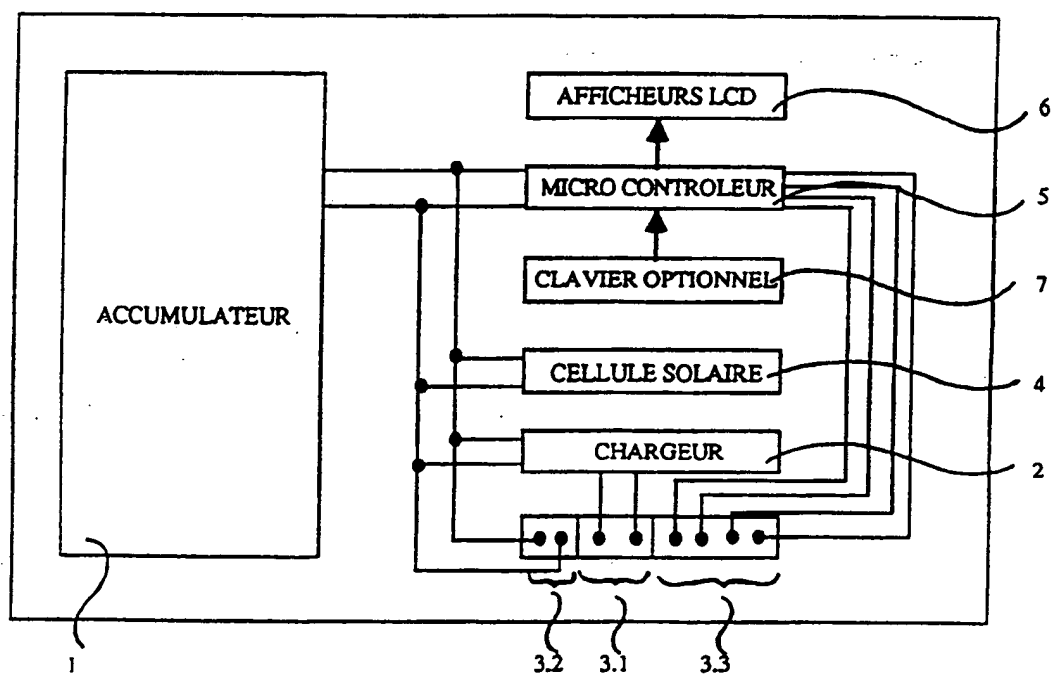 AFFICHEURS LCD
6
MICRO CONTROLEUR
5
CLAVIER OPTIONNEL
7
ACCUMULATEUR
CELLULE SOLAIRE
4
CHARGEUR
2
1
3.2
3.1
3.3